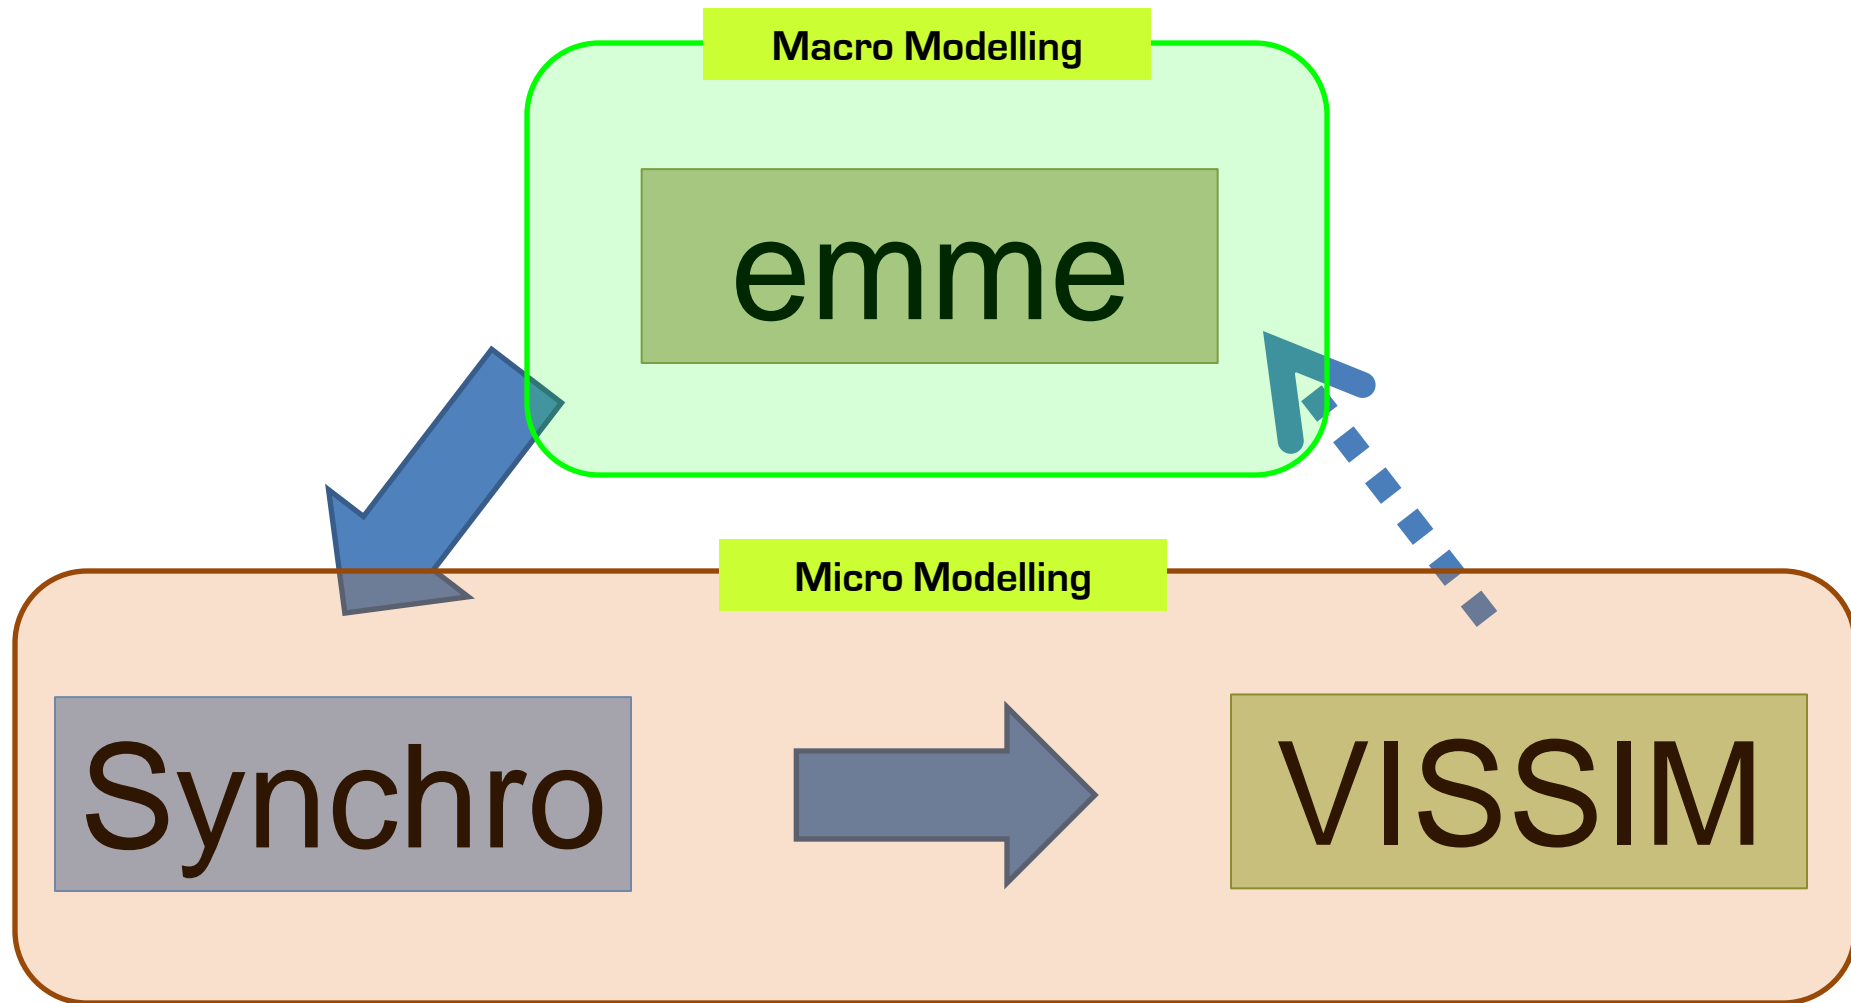 Macro Modelling
emme
Micro Modelling
Synchro
VISSIM